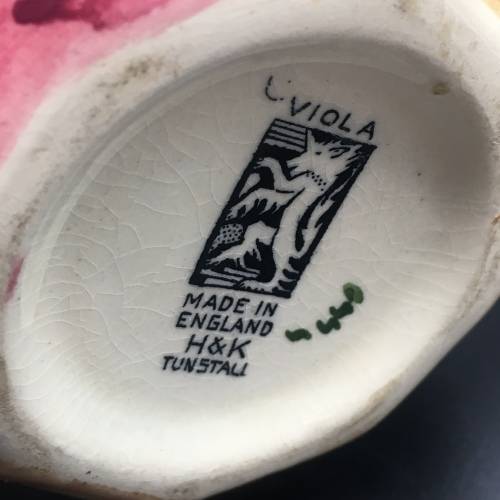 VIOLA
MADE IN
ENGLAND
H&K
TUNSTALL